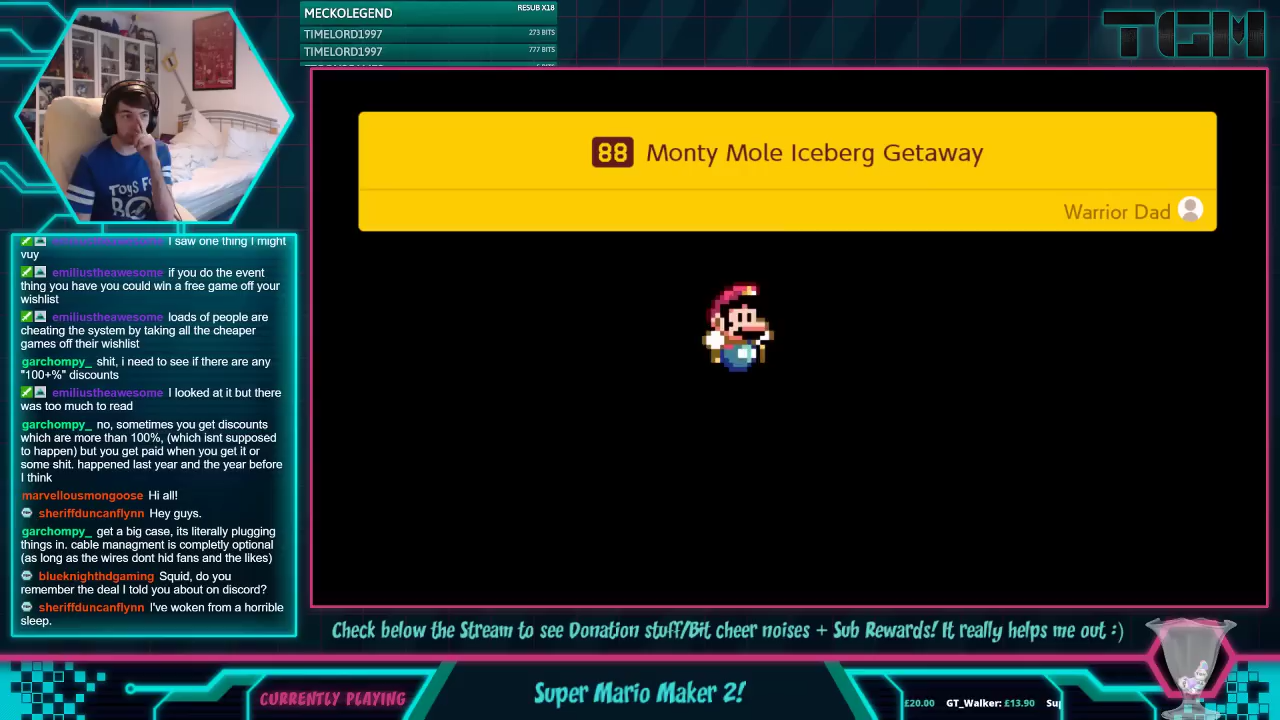 MECKOLEGEND RESUB X18
TIMELORD1997 273 BITS
TIMELORD1997 777 BITS
TGM
88 Monty Mole Iceberg Getaway
Warrior Dad
TOYS FO
emiliustheawesome I saw one thing I might
vuy
emiliustheawesome if you do the event
thing you have you could win a free game off your
wishlist
emiliustheawesome loads of people are
cheating the system by taking all the cheaper
games off their wishlist
garchompy_ shit, i need to see if there are any
"100+%" discounts
emiliustheawesome I looked at it but there
was too much to read
garchompy_ no, sometimes you get discounts
which are more than 100%, (which isnt supposed
to happen) but you get paid when you get it or
some shit. happened last year and the year before
I think
marvellousmongoose Hi all!
sheriffduncanflynn Hey guys.
garchompy_ get a big case, its literally plugging
things in. cable managment is completly optional
(as long as the wires dont hid fans and the likes)
blueknighthdgaming Squid, do you
remember the deal I told you about on discord?
sheriffduncanflynn I've woken from a horrible
sleep.
Check below the Stream to see Donation stuff/Bit cheer noises + Sub Rewards! It really helps me out :)
CURRENTLY PLAYING
Super Mario Maker 2!
£20.00 GT_Walker: £13.90 Su